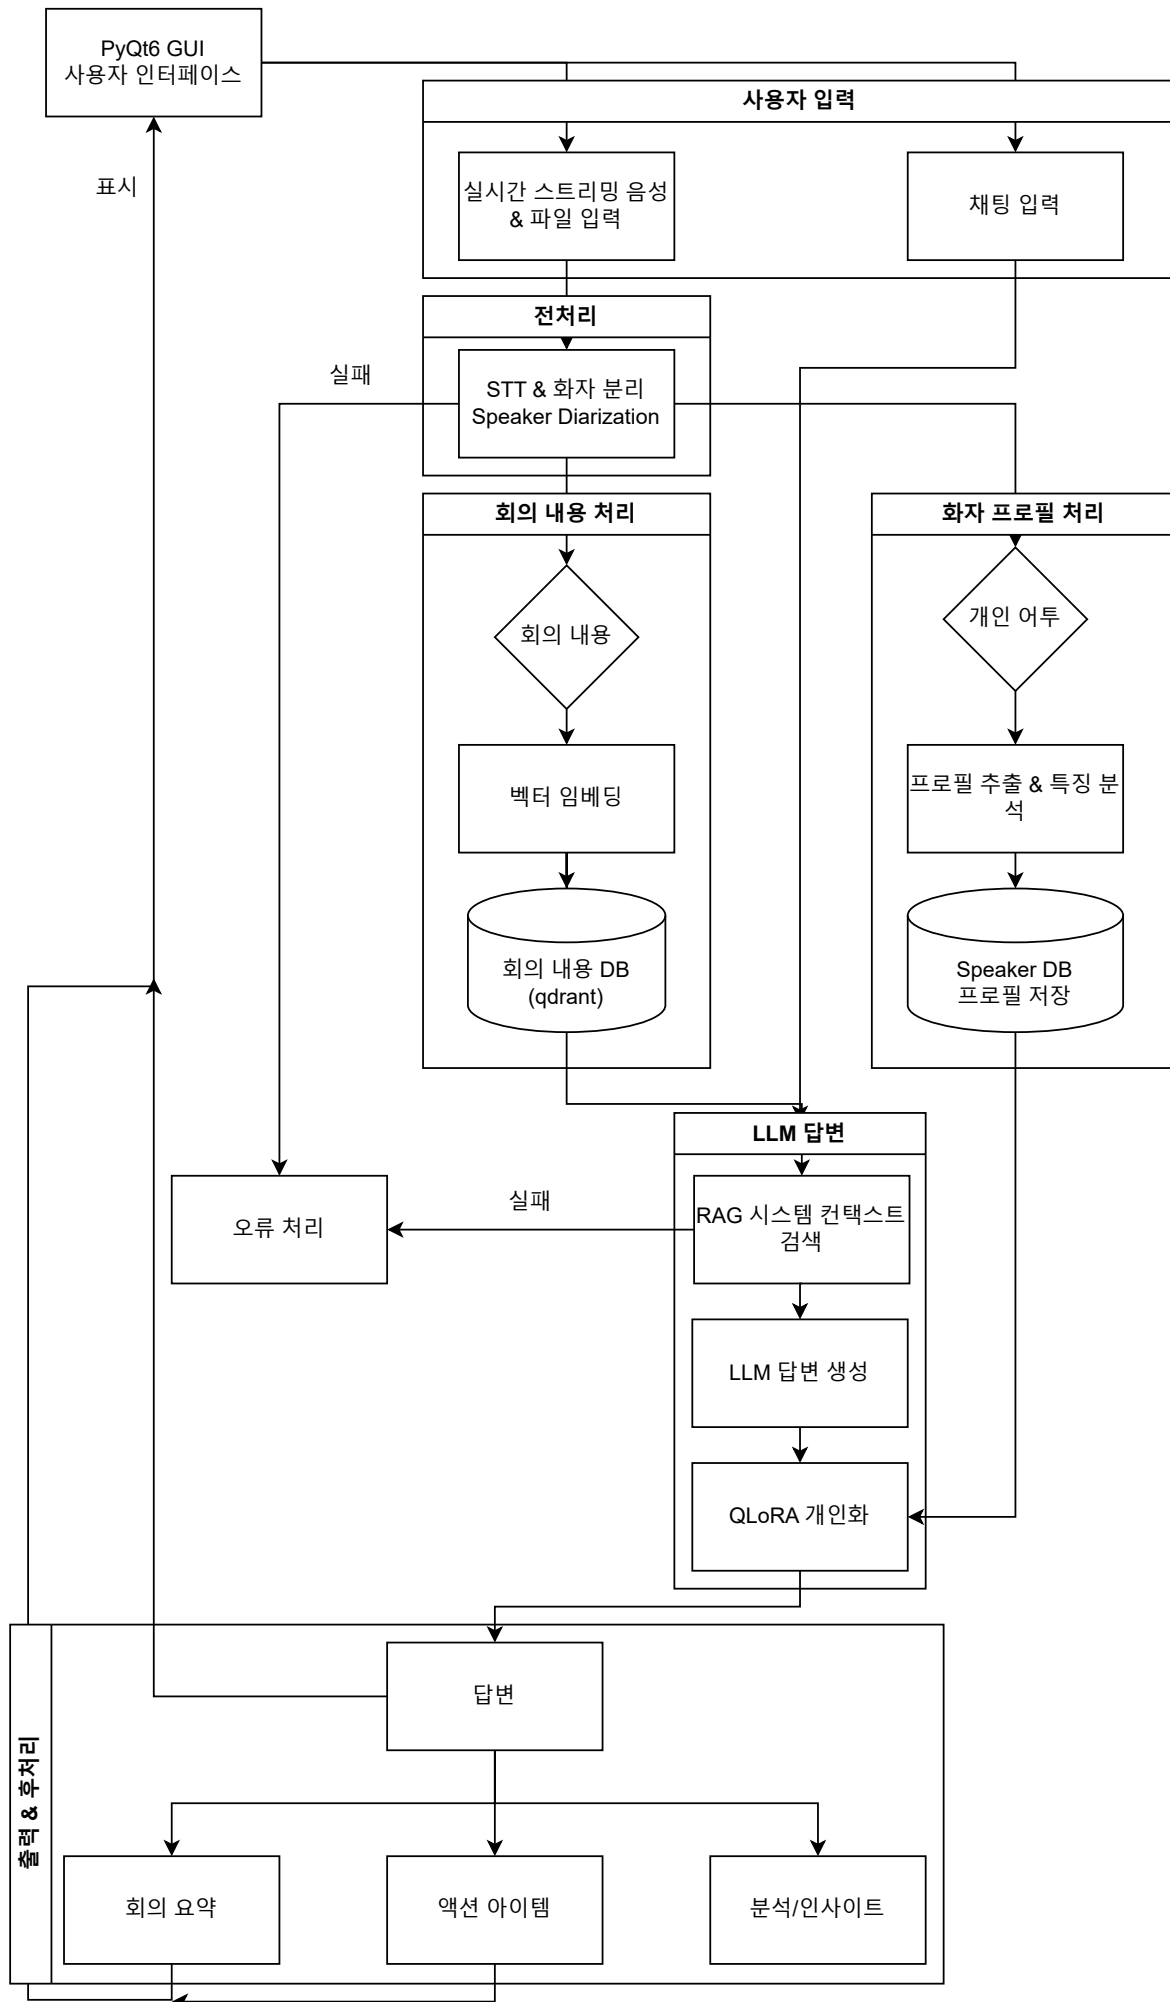 PyQt6 GUI
사용자 인터페이스
사용자 입력
표시
실시간 스트리밍 음성
& 파일 입력
채팅 입력
전처리
실패
STT & 화자 분리
Speaker Diarization
회의 내용 처리
화자 프로필 처리
회의 내용
개인 어투
벡터 임베딩
프로필 추출 & 특징 분
석
회의 내용 DB
(qdrant)
Speaker DB
프로필 저장
LLM 답변
오류 처리
실패
RAG 시스템 컨택스트
검색
LLM 답변 생성
QLoRA 개인화
출력 & 후처리
답변
회의 요약
액션 아이템
분석/인사이트